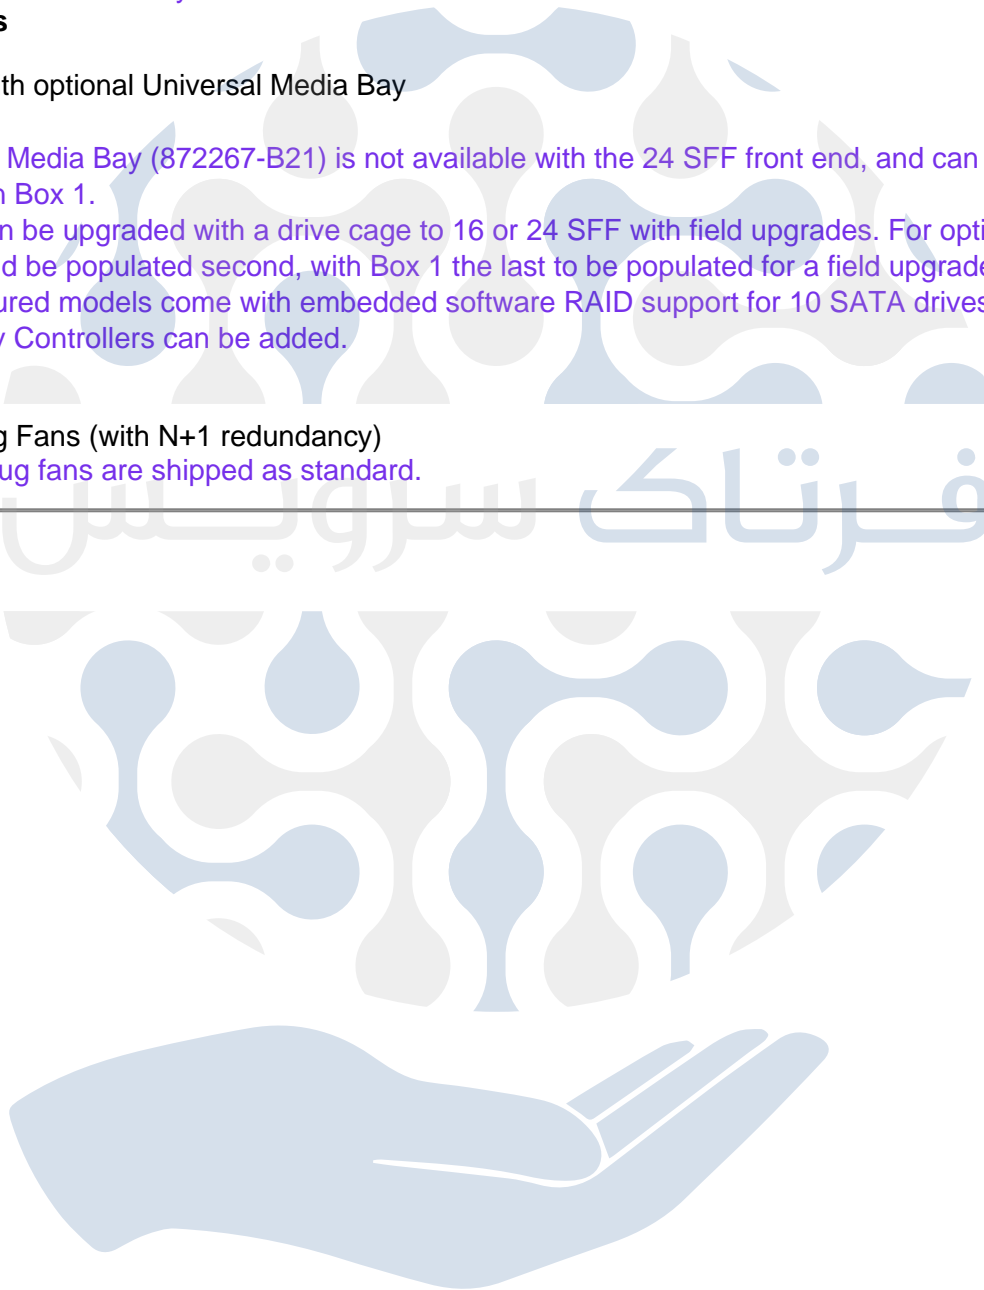 s
th optional Universal Media Bay
Media Bay (872267-B21) is not available with the 24 SFF front end, and can
n Box 1.
n be upgraded with a drive cage to 16 or 24 SFF with field upgrades. For opti
d be populated second, with Box 1 the last to be populated for a field upgrade
ured models come with embedded software RAID support for 10 SATA drives
y Controllers can be added.
g Fans (with N+1 redundancy)
ug fans are shipped as standard.
فرتاک سرویس